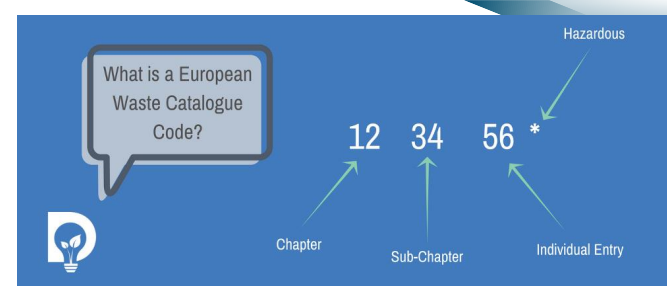 Hazardous
What is a European
Waste Catalogue
Code?
12 34 56 *
Chapter
Sub-Chapter
Individual Entry